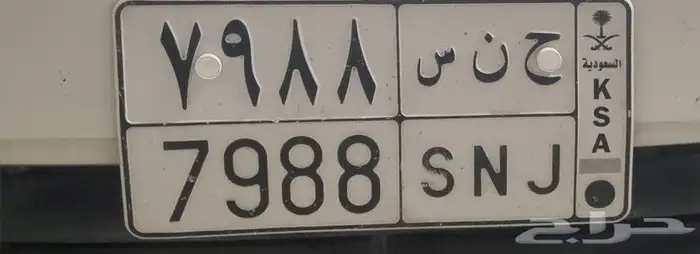 ٧٩٨٨ ح ن س
7988 SNJ
السعودية
K
S
A
حراج